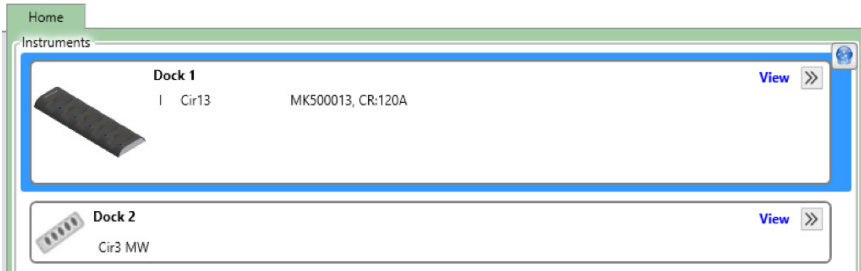 Home
Instruments
Dock 1
View
I Cir13 MK500013, CR:120A
Dock 2
View
Cir3 MW